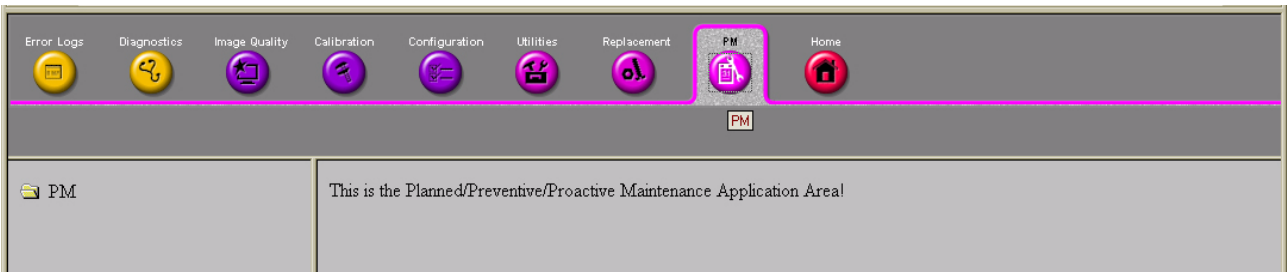 Error Logs Diagnostics Image Quality Calibration Configuration Utilities Replacement PM Home
PM
PM This is the Planned/Preventive/Proactive Maintenance Application Area!